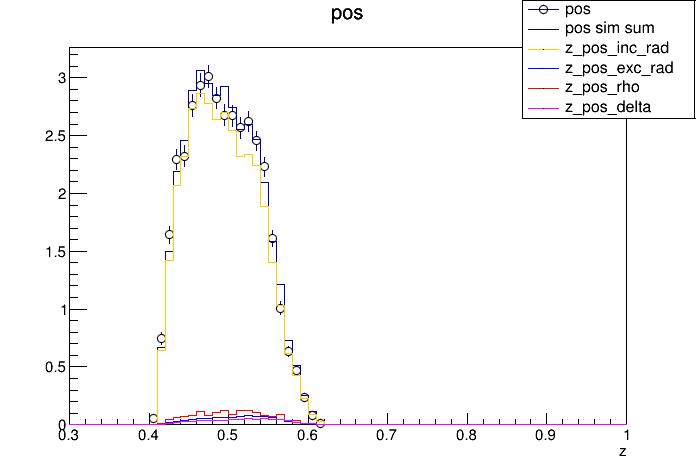 pos
pos
pos sim sum
z_pos_inc_rad
z_pos_exc_rad
z_pos_rho
z_pos_delta
3
2.5
2
1.5
1
0.5
0
0.3 0.4 0.5 0.6 0.7 0.8 0.9 1
z